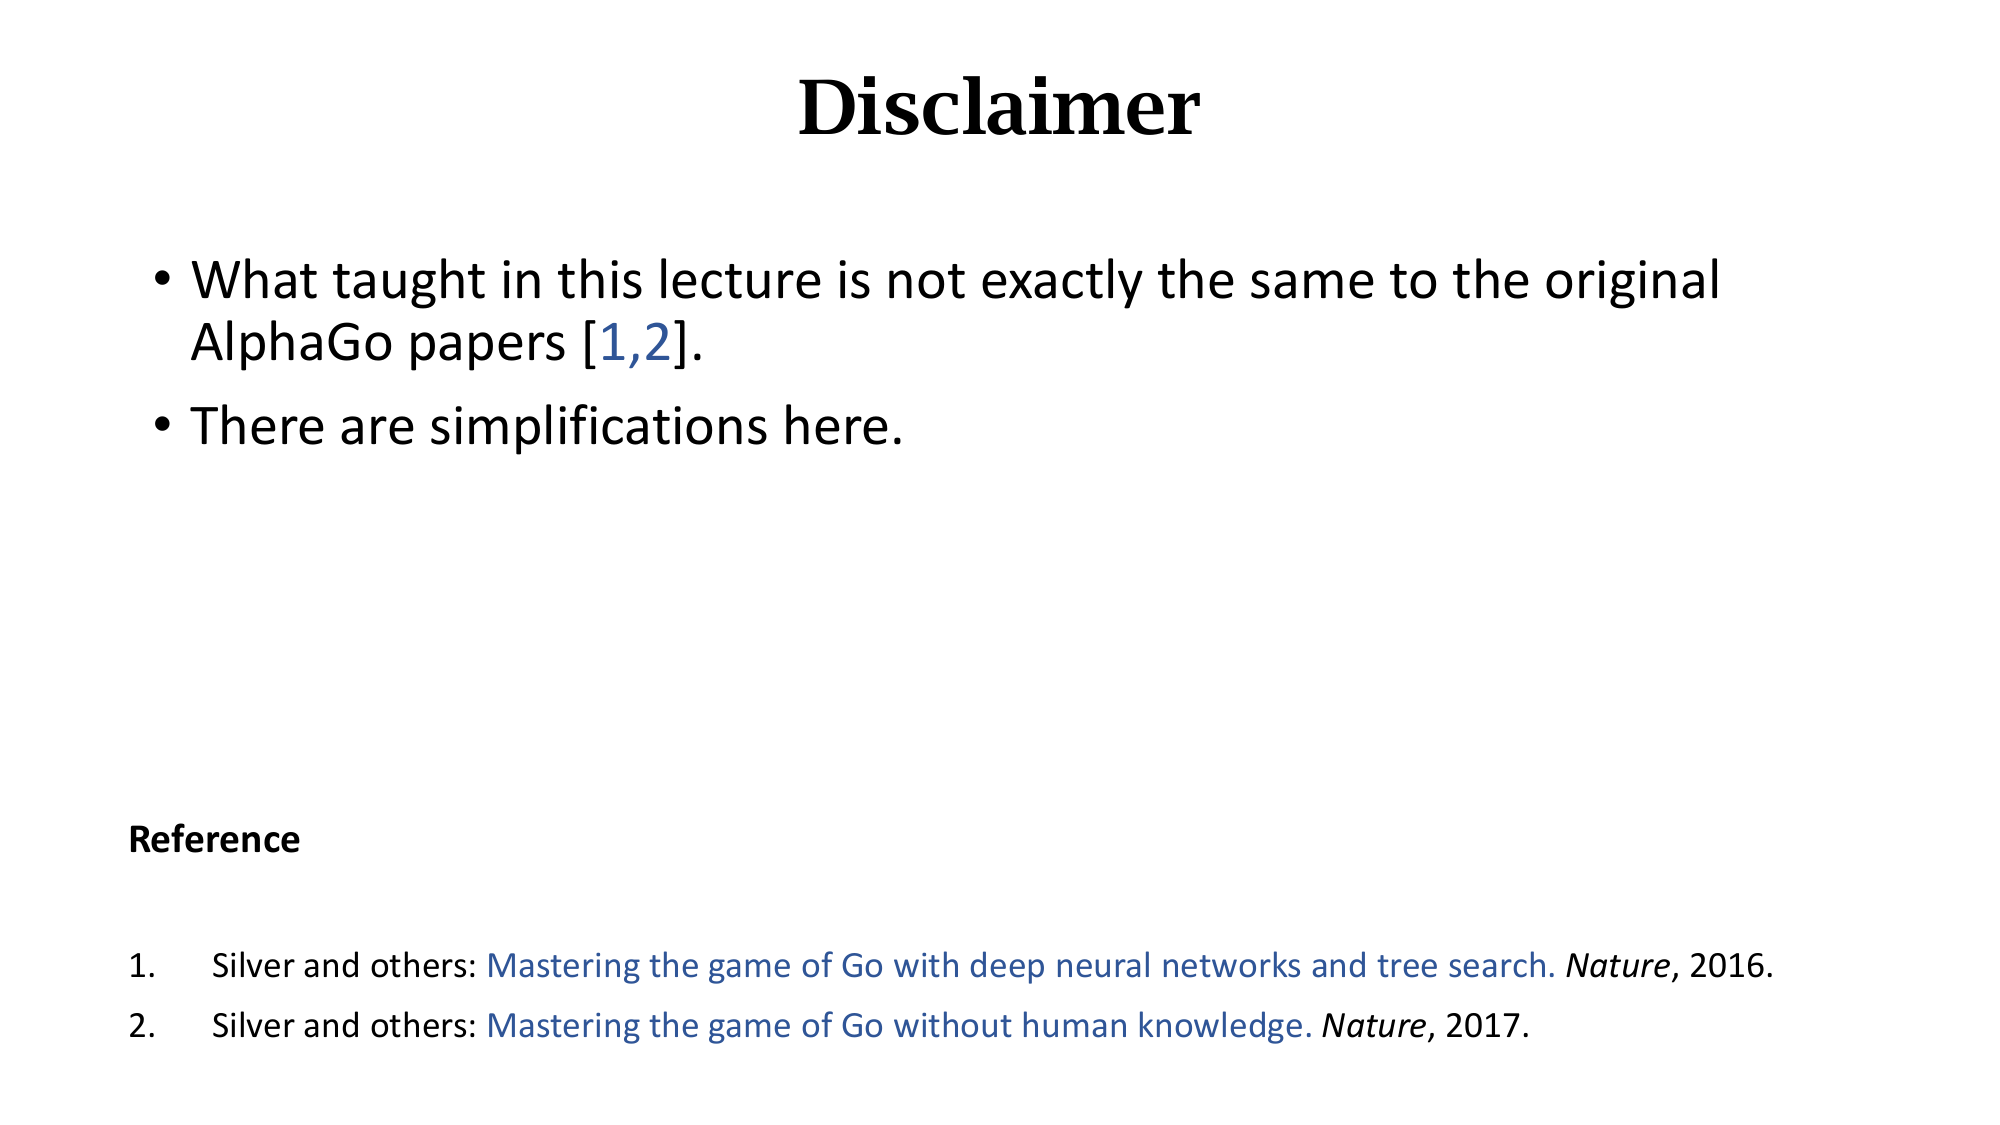 Disclaimer
• What taught in this lecture is not exactly the same to the original
AlphaGo papers [1,2].
• There are simplifications here.
Reference
1. Silver and others: Mastering the game of Go with deep neural networks and tree search. Nature, 2016.
2. Silver and others: Mastering the game of Go without human knowledge. Nature, 2017.